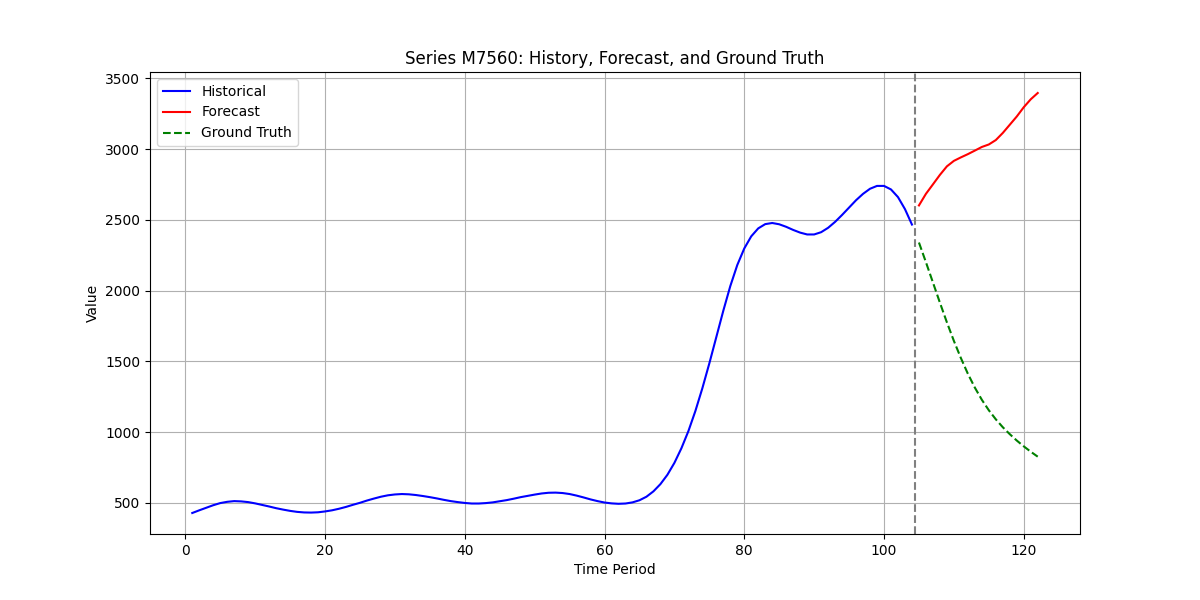 Series M7560: History, Forecast, and Ground Truth
Historical
Forecast
Ground Truth
3500
3000
2500
2000
1500
1000
500
Value
0 20 40 60 80 100 120
Time Period